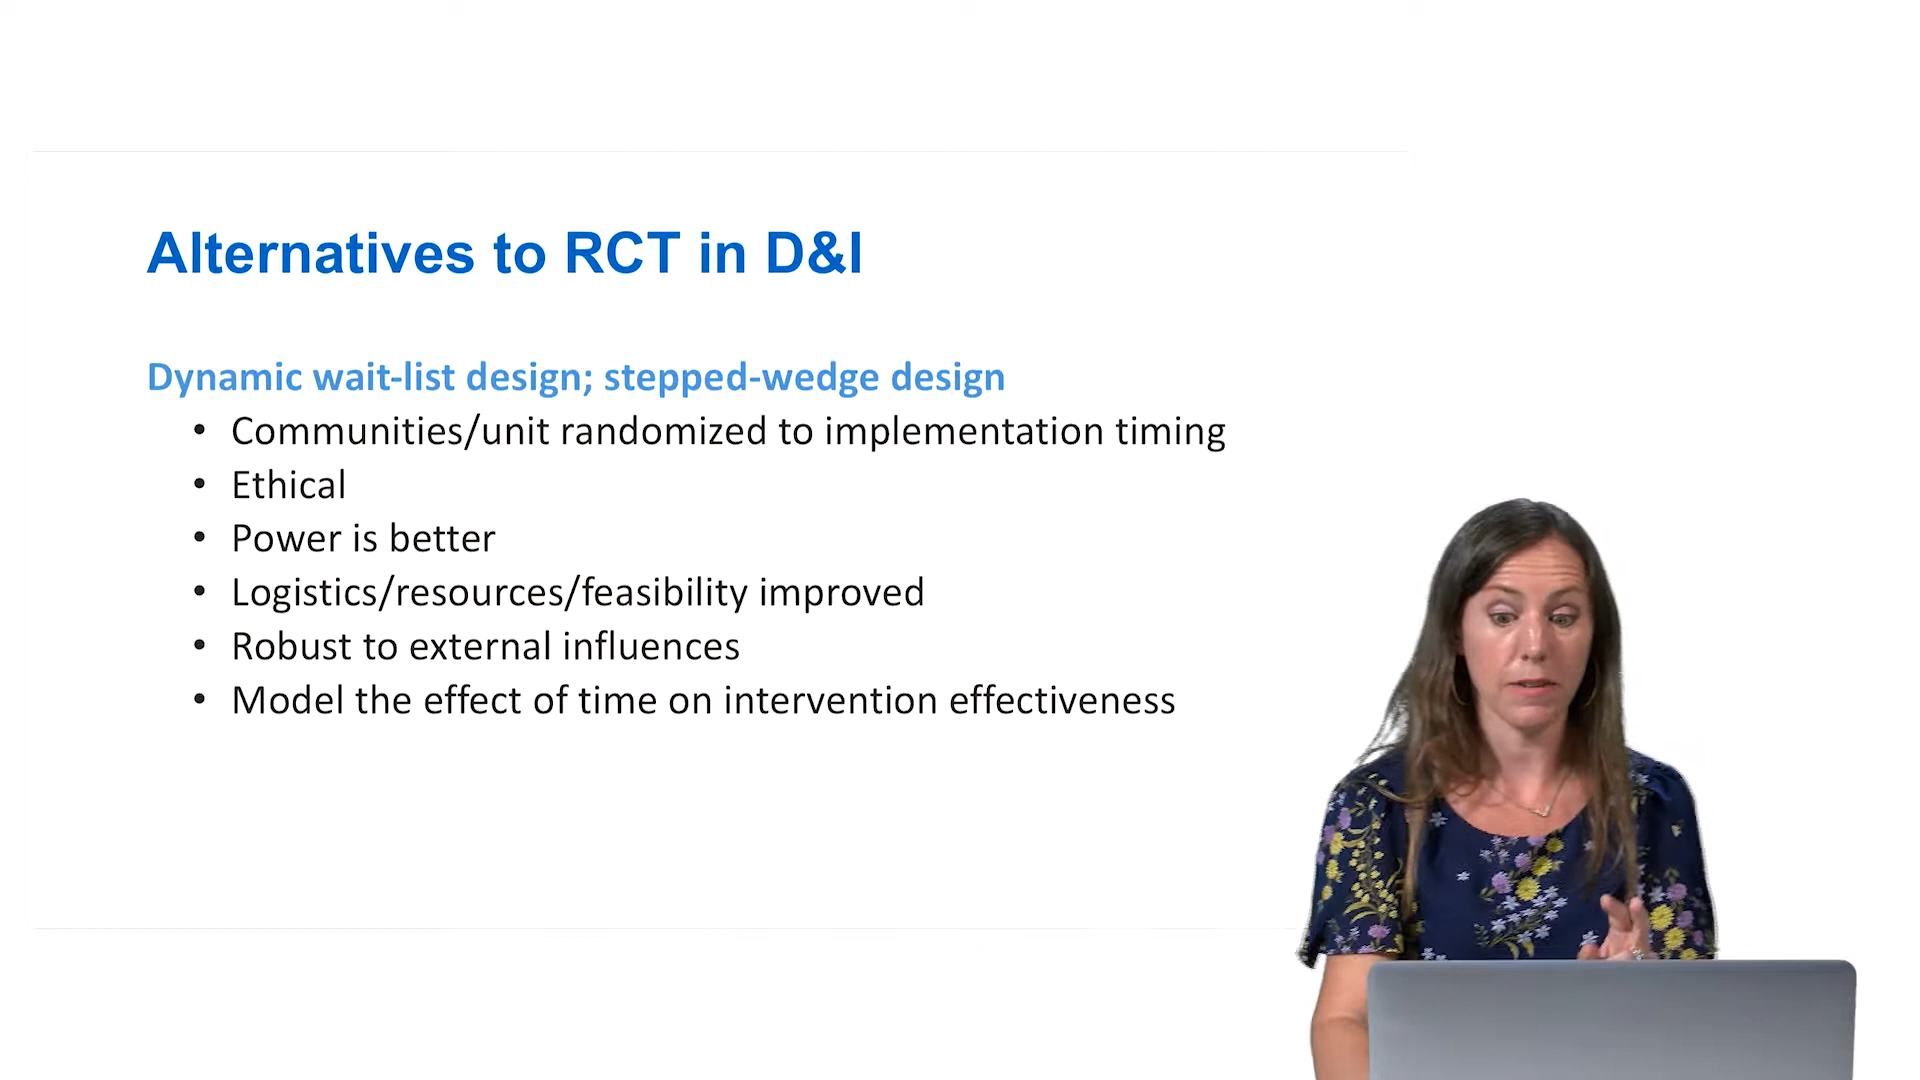 Alternatives to RCT in D&I
Dynamic wait-list design; stepped-wedge design
• Communities/unit randomized to implementation timing
• Ethical
• Power is better
• Logistics/resources/feasibility improved
• Robust to external influences
• Model the effect of time on intervention effectiveness